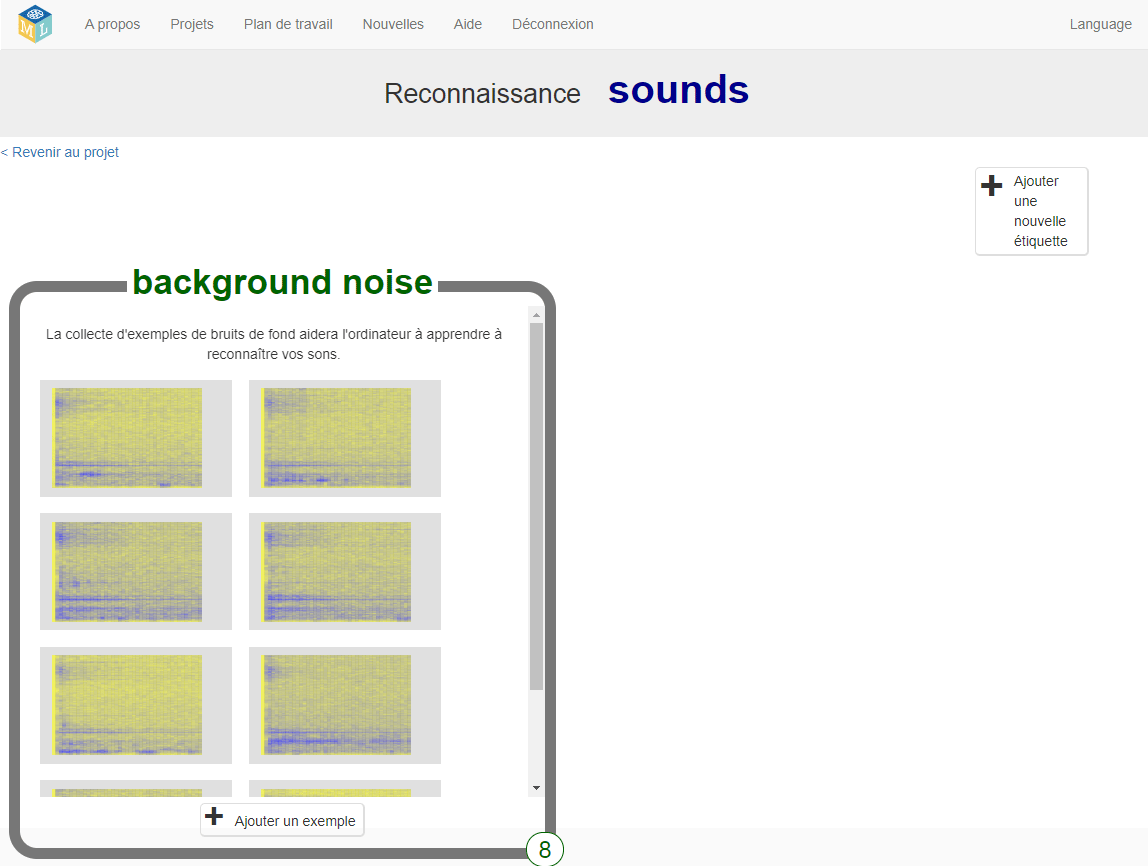 ML
A propos Projets Plan de travail Nouvelles Aide Déconnexion Language
Reconnaissance sounds
< Revenir au projet
Ajouter
une
nouvelle
étiquette
background noise
La collecte d'exemples de bruits de fond aidera l'ordinateur à apprendre à
reconnaître vos sons.
Ajouter un exemple
8